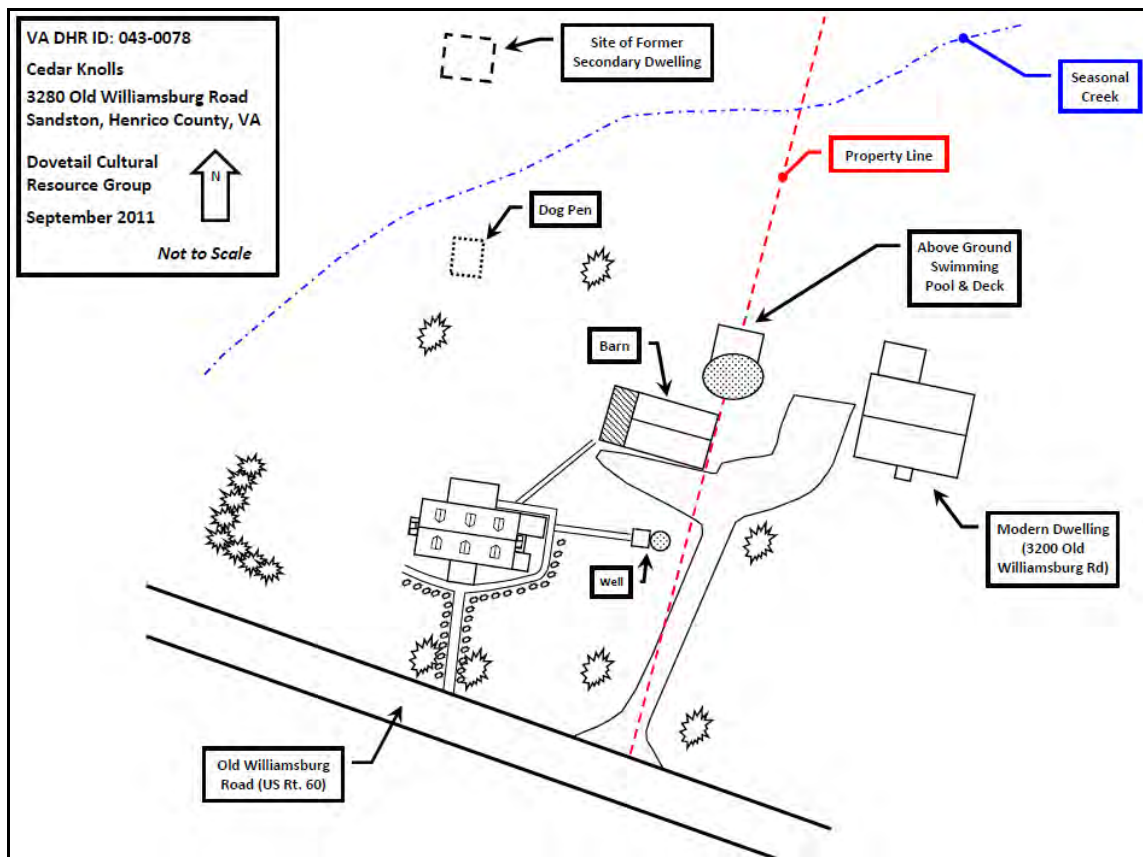 VA DHR ID: 043-0078
Cedar Knolls
3280 Old Williamsburg Road
Sandston, Henrico County, VA
Dovetail Cultural
Resource Group
September 2011
N
Not to Scale
Site of Former
Secondary Dwelling
Seasonal
Creek
Property Line
Dog Pen
Above Ground
Swimming
Pool & Deck
Barn
Modern Dwelling
(3200 Old
Williamsburg Rd)
Well
Old Williamsburg
Road (US Rt. 60)